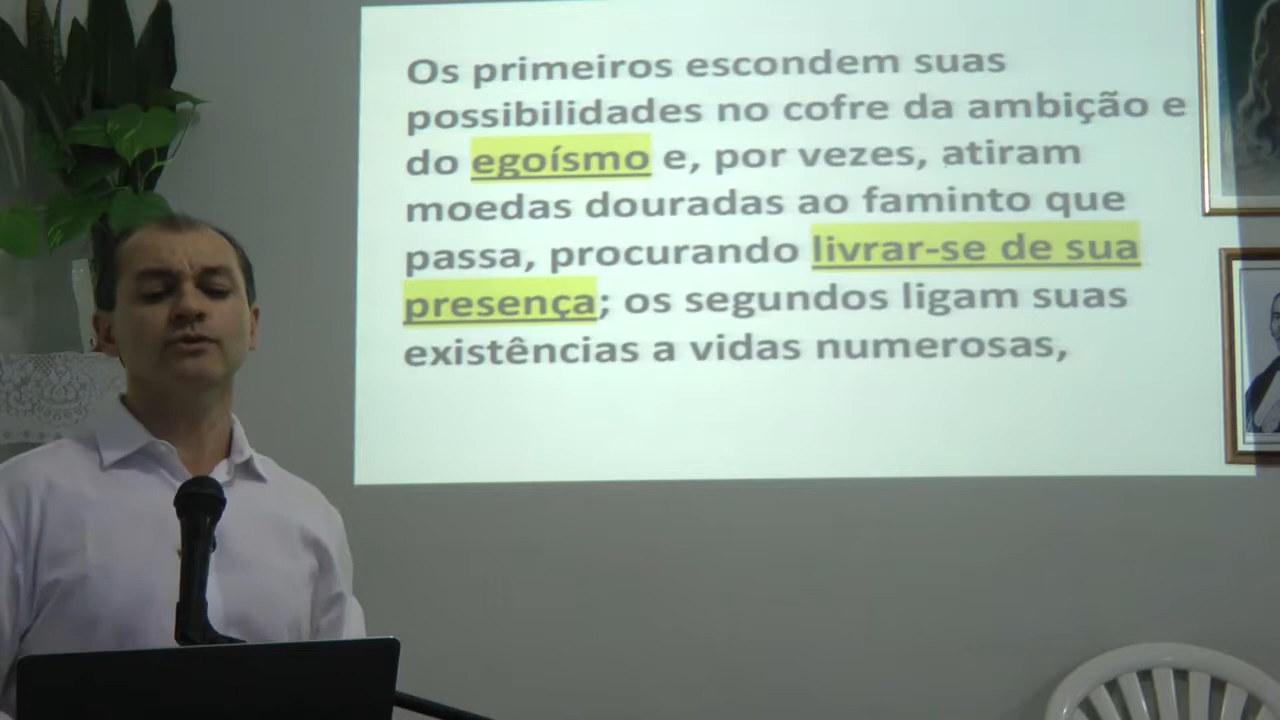 Os primeiros escondem suas
possibilidades no cofre da ambição e
do egoísmo e, por vezes, atiram
moedas douradas ao faminto que
passa, procurando livrar-se de sua
presença; os segundos ligam suas
existências a vidas numerosas,